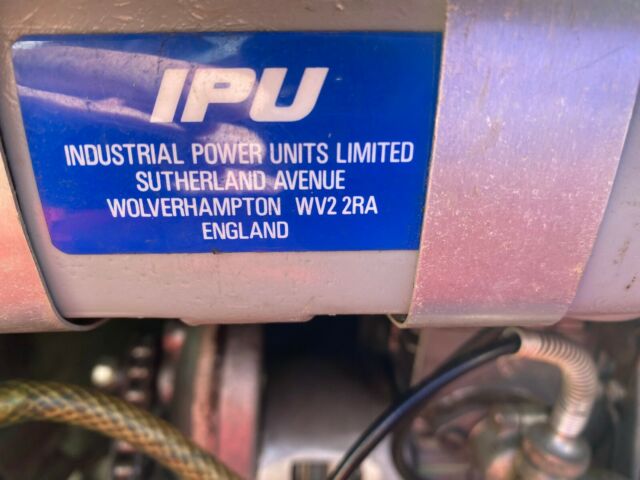 IPU
INDUSTRIAL POWER UNITS LIMITED
SUTHERLAND AVENUE
WOLVERHAMPTON WV2 2RA
ENGLAND